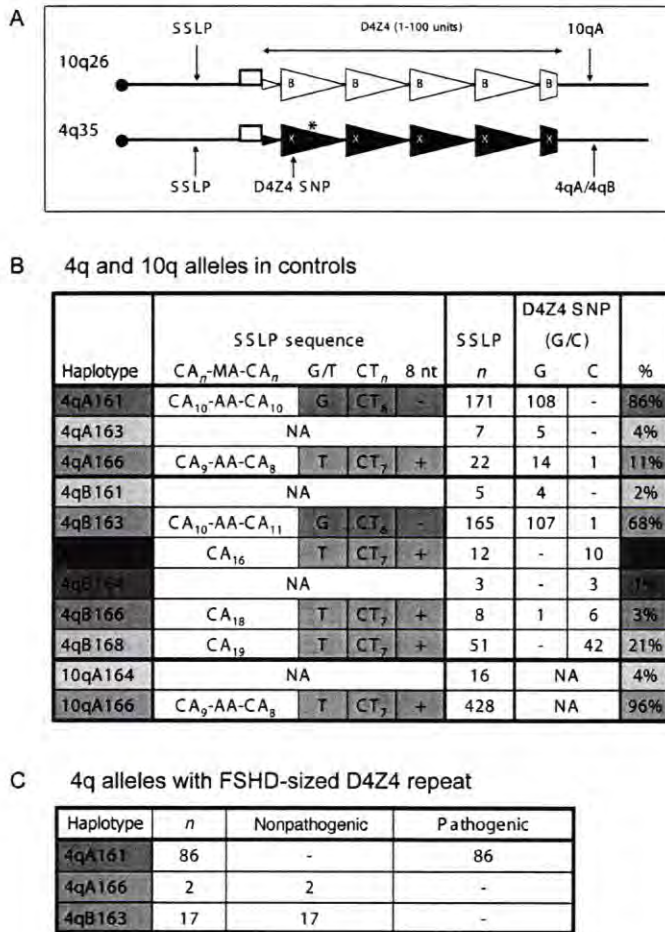 A
SSLP D4Z4 (1-100 units) 10qA
10q26
B B B B B
4q35 *
X X X X X
SSLP D4Z4 SNP 4qA/4qB
B 4q and 10q alleles in controls
D4Z4 SNP
SSLP sequence SSLP (G/C)
Haplotype CAn-MA-CAn G/T CTn 8 nt n G C %
4qA161 CA10-AA-CA10 G - 171 108 - 86%
4qA163 NA 7 5 - 4%
4qA166 CA9-AA-CA8 T CT7 + 22 14 1 11%
4qB161 NA 5 4 - 2%
4qB163 CA10-AA-CA11 G CT6 - 165 107 1 68%
CA16 T CT7 + 12 - 10
4qB164 NA 3 - 3 1%
4qB166 CA18 T CT7 + 8 1 6 3%
4qB168 CA19 T CT7 + 51 - 42 21%
10qA164 NA 16 NA 4%
10qA166 CA9-AA-CA8 T CT7 + 428 NA 96%
C 4q alleles with FSHD-sized D4Z4 repeat
Haplotype n Nonpathogenic Pathogenic
4qA161 86 - 86
4qA166 2 2 -
4qB163 17 17 -